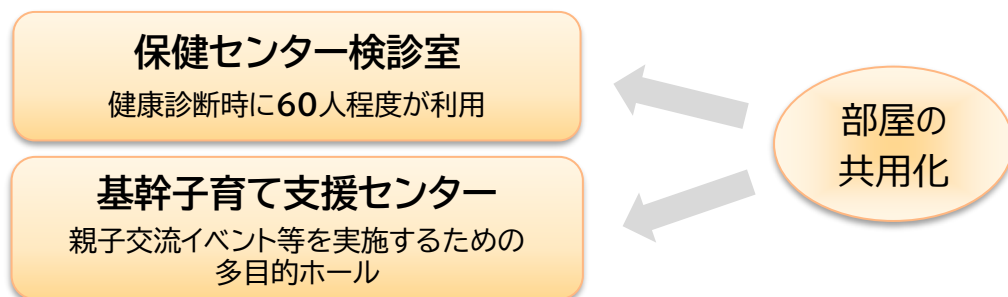 保健センター検診室
健康診断時に60人程度が利用
基幹子育て支援センター
親子交流イベント等を実施するための
多目的ホール
部屋の
共用化